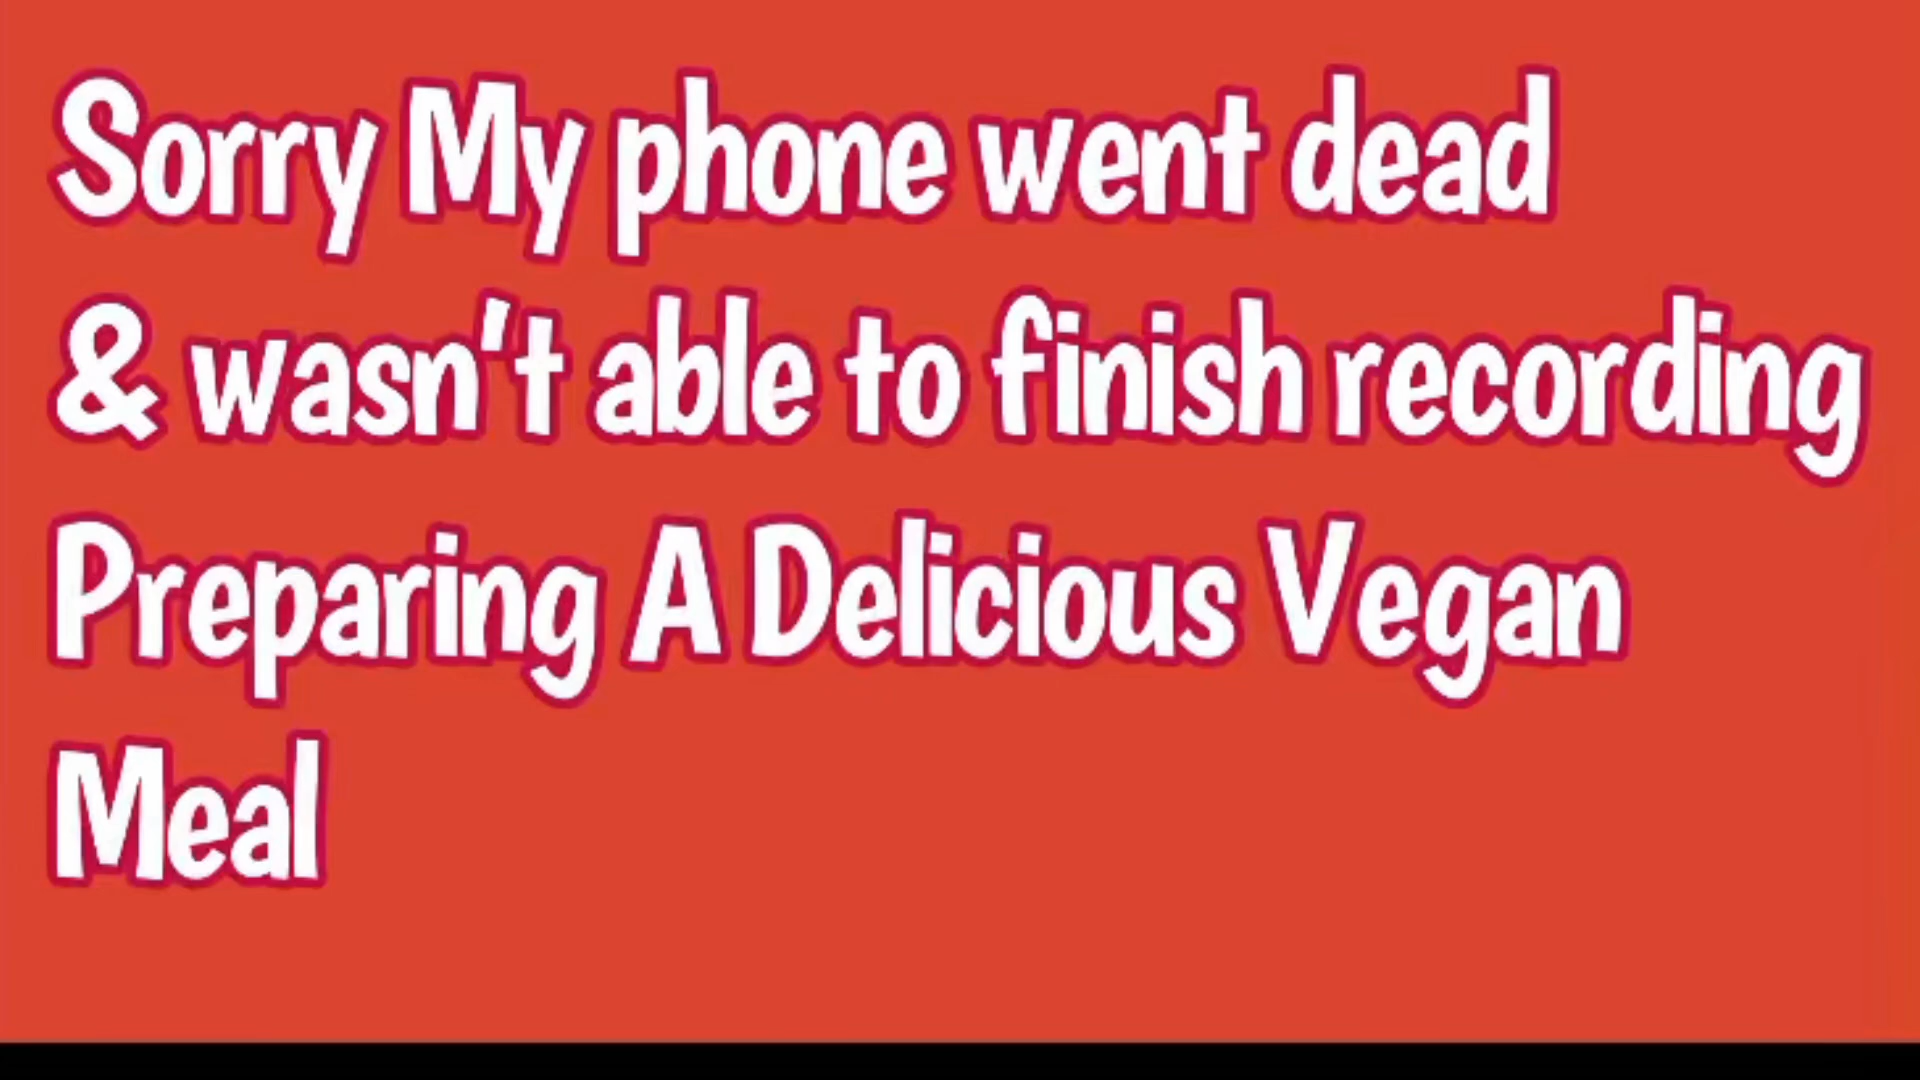 Sorry My phone went dead
& wasn't able to finish recording
Preparing A Delicious Vegan
Meal